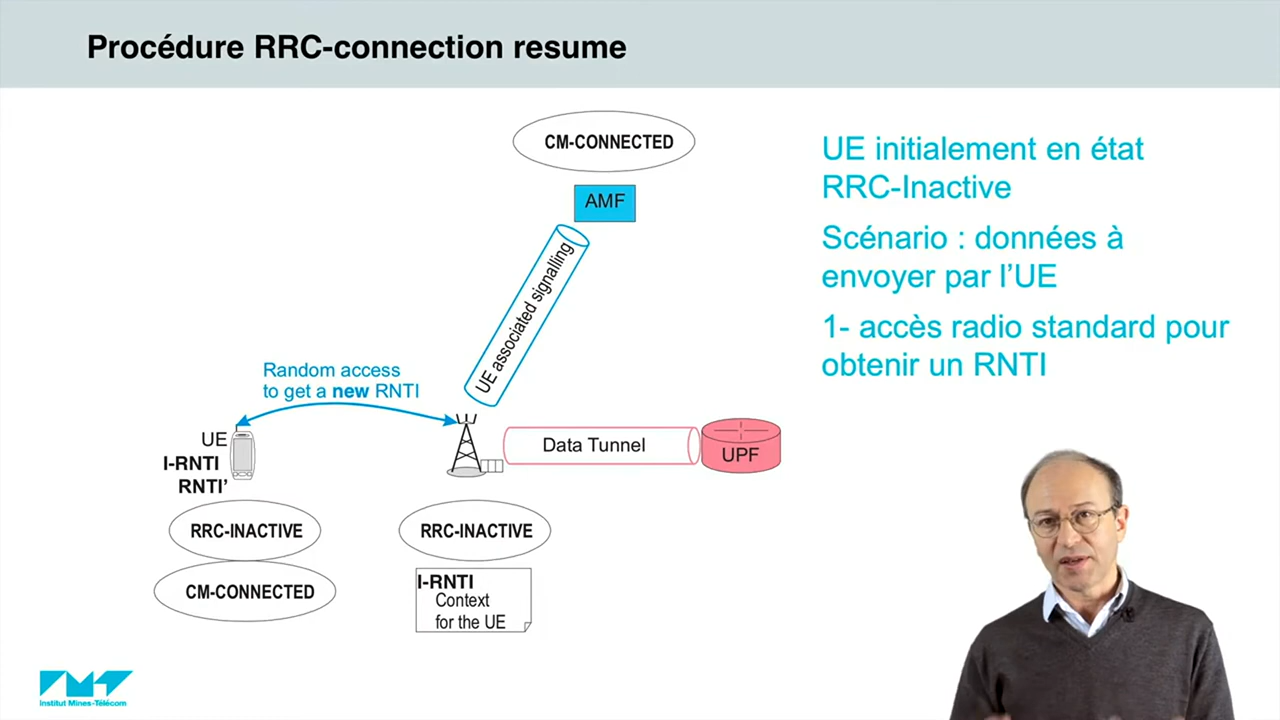 Procédure RRC-connection resume
CM-CONNECTED
AMF
UE associated signalling
Random access
to get a new RNTI
UE
I-RNTI
RNTI’
Data Tunnel
UPF
RRC-INACTIVE
CM-CONNECTED
RRC-INACTIVE
I-RNTI
Context
for the UE
UE initialement en état
RRC-Inactive
Scénario : données à
envoyer par l’UE
1- accès radio standard pour
obtenir un RNTI
Institut Mines-Télécom